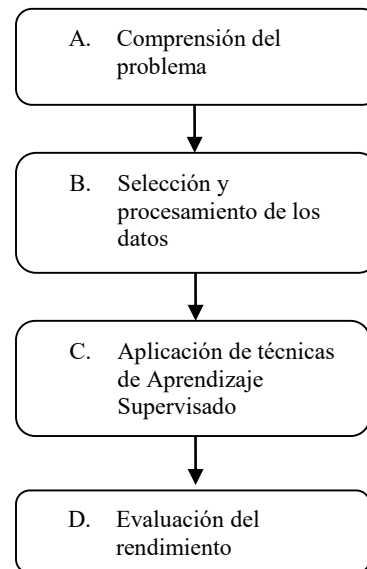 A. Comprensión del
problema
B. Selección y
procesamiento de los
datos
C. Aplicación de técnicas
de Aprendizaje
Supervisado
D. Evaluación del
rendimiento